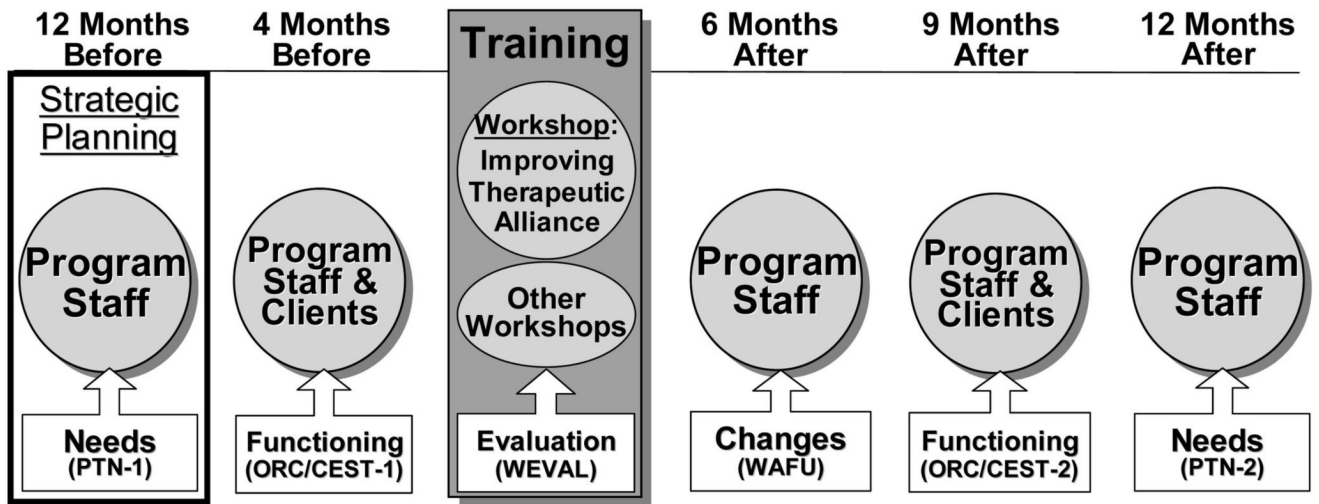 12 Months
Before
4 Months
Before
Training
6 Months
After
9 Months
After
12 Months
After
Strategic
Planning
Program
Staff
Needs
(PTN-1)
Program
Staff &
Clients
Functioning
(ORC/CEST-1)
Workshop:
Improving
Therapeutic
Alliance
Other
Workshops
Evaluation
(WEVAL)
Program
Staff
Changes
(WAFU)
Program
Staff &
Clients
Functioning
(ORC/CEST-2)
Program
Staff
Needs
(PTN-2)